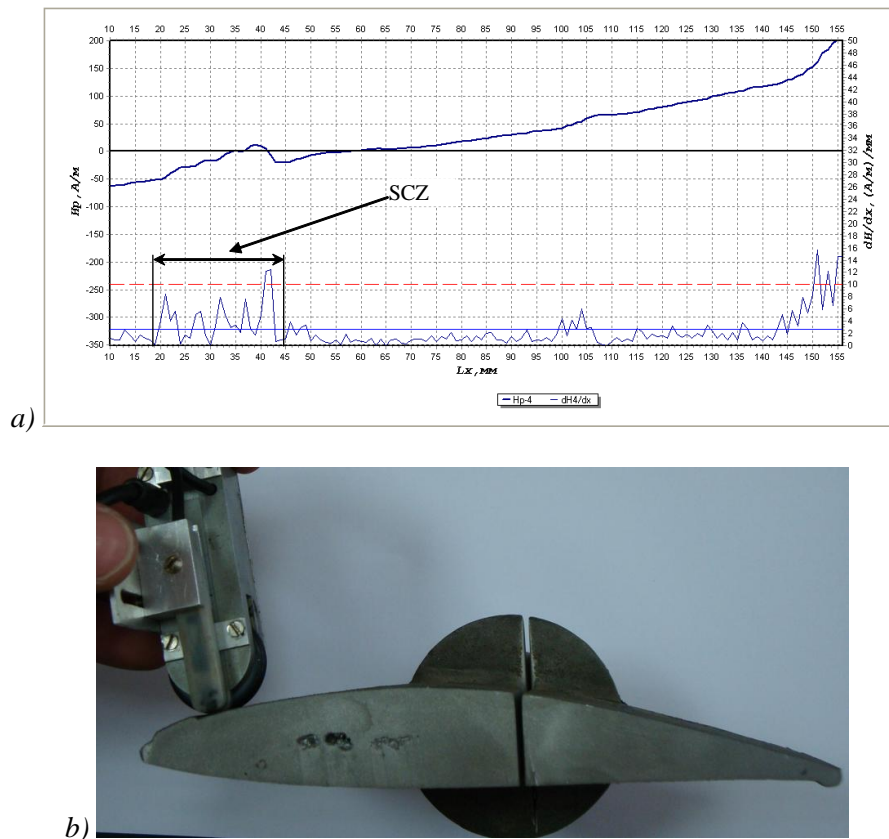 10 15 20 25 30 35 40 45 50 55 60 65 70 75 80 85 90 95 100 105 110 115 120 125 130 135 140 145 150 155
200 150 100 50 0 -50 -100 -150 -200 -250 -300 -350
Hp, А/м
SCZ
50 48 46 44 42 40 38 36 34 32 30 28 26 24 22 20 18 16 14 12 10 8 6 4 2 0
dH/dx, (А/м)/мм
10 15 20 25 30 35 40 45 50 55 60 65 70 75 80 85 90 95 100 105 110 115 120 125 130 135 140 145 150 155
Lx, мм
Hp-4 dH4/dx
a)
b)